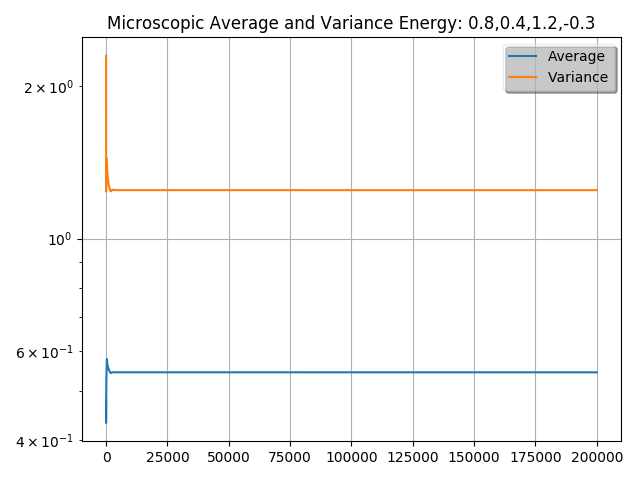 Microscopic Average and Variance Energy: 0.8,0.4,1.2,-0.3
Average
Variance
2 × 10⁰
10⁰
6 × 10⁻¹
4 × 10⁻¹
0 25000 50000 75000 100000 125000 150000 175000 200000